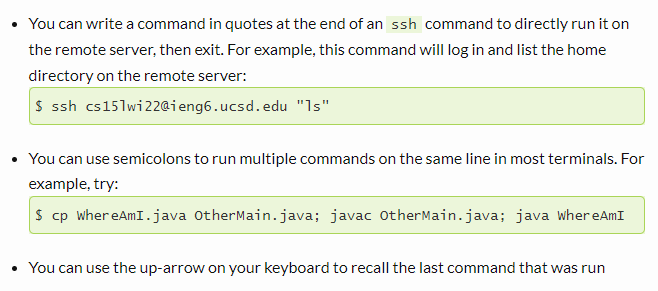 • You can write a command in quotes at the end of an ssh command to directly run it on
the remote server, then exit. For example, this command will log in and list the home
directory on the remote server:
$ ssh cs15lwi22@ieng6.ucsd.edu "ls"
• You can use semicolons to run multiple commands on the same line in most terminals. For
example, try:
$ cp WhereAmI.java OtherMain.java; javac OtherMain.java; java WhereAmI
• You can use the up-arrow on your keyboard to recall the last command that was run